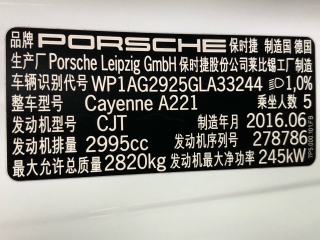 品牌 PORSCHE 保时捷 制造国 德国
生产厂 Porsche Leipzig GmbH 保时捷股份公司莱比锡工厂制造
车辆识别代号 WP1AG2925GLA33244 1,0%
整车型号 Cayenne A221 乘坐人数 5
发动机型号 CJT 制造年月 2016.06
发动机排量 2995cc 发动机序列号 278786
最大允许总质量 2820kg 发动机最大净功率 245kW
7P5.000.101.FB